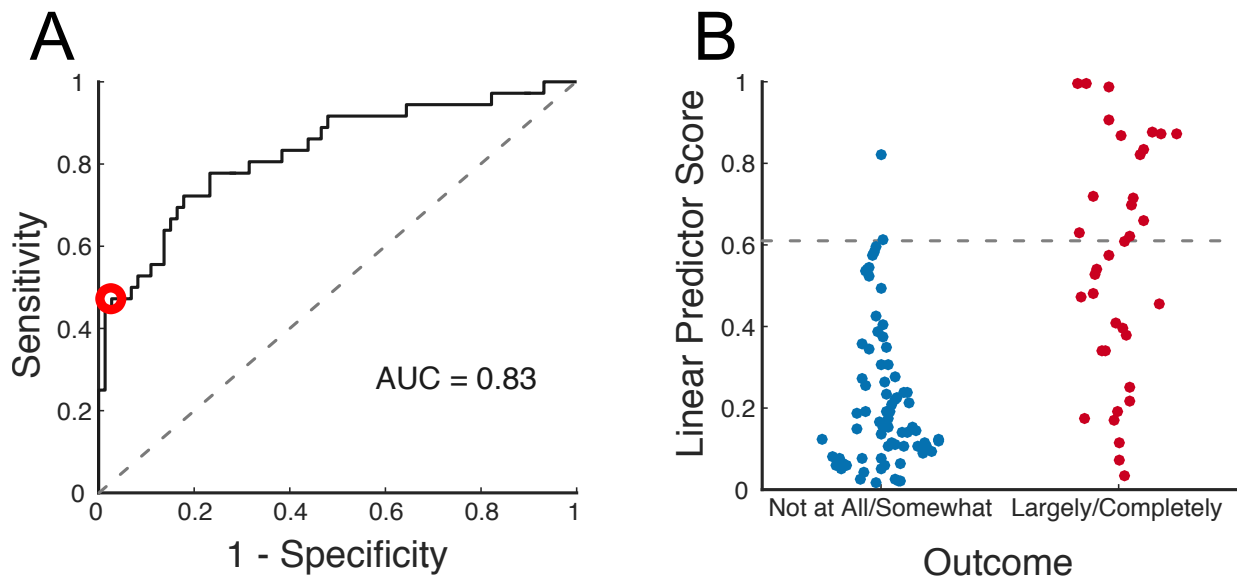 A
1
0.8
0.6
0.4
0.2
0
Sensitivity
AUC = 0.83
0 0.2 0.4 0.6 0.8 1
1 - Specificity
B
1
0.8
0.6
0.4
0.2
0
Linear Predictor Score
Not at All/Somewhat Largely/Completely
Outcome